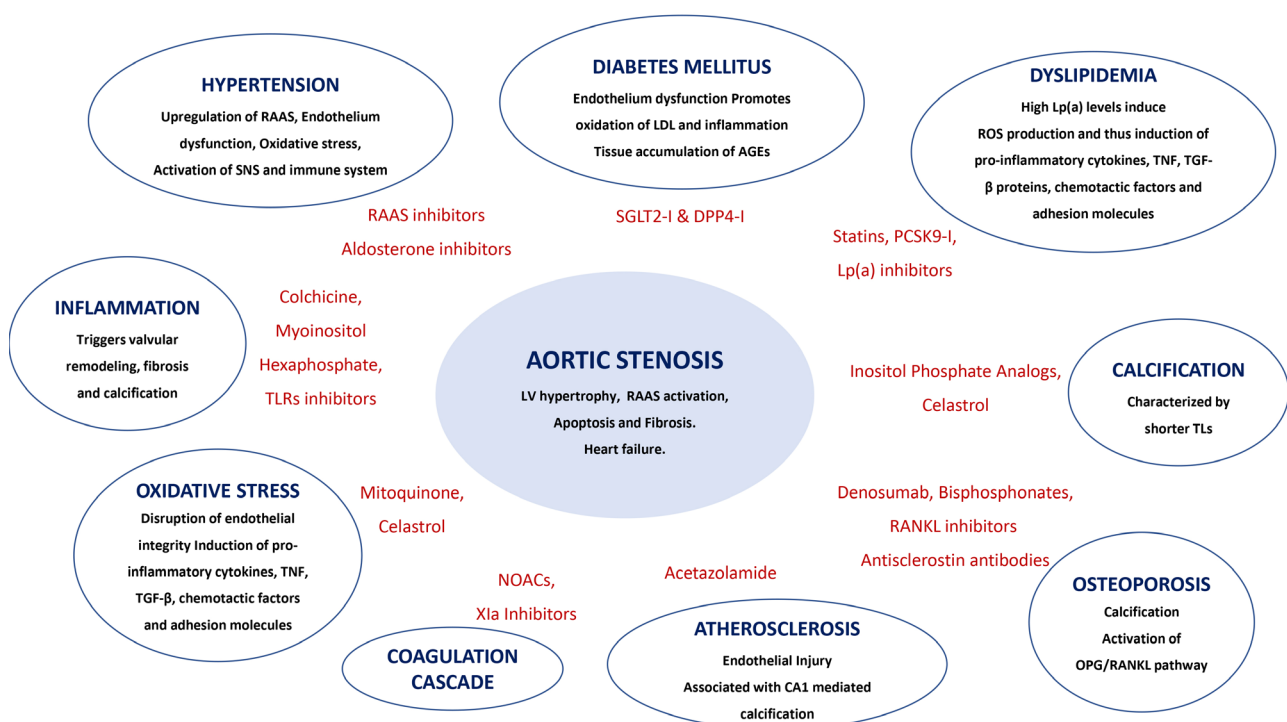 HYPERTENSION
Upregulation of RAAS, Endothelium
dysfunction, Oxidative stress,
Activation of SNS and immune system
DIABETES MELLITUS
Endothelium dysfunction Promotes
oxidation of LDL and inflammation
Tissue accumulation of AGEs
DYSLIPIDEMIA
High Lp(a) levels induce
ROS production and thus induction of
pro-inflammatory cytokines, TNF, TGF-
β proteins, chemotactic factors and
adhesion molecules
RAAS inhibitors
Aldosterone inhibitors
SGLT2-I & DPP4-I
Statins, PCSK9-I,
Lp(a) inhibitors
INFLAMMATION
Triggers valvular
remodeling, fibrosis
and calcification
Colchicine,
Myoinositol
Hexaphosphate,
TLRs inhibitors
AORTIC STENOSIS
LV hypertrophy, RAAS activation,
Apoptosis and Fibrosis.
Heart failure.
Inositol Phosphate Analogs,
Celastrol
CALCIFICATION
Characterized by
shorter TLs
OXIDATIVE STRESS
Disruption of endothelial
integrity Induction of pro-
inflammatory cytokines, TNF,
TGF-β, chemotactic factors
and adhesion molecules
Mitoquinone,
Celastrol
Denosumab, Bisphosphonates,
RANKL inhibitors
Antisclerostin antibodies
OSTEOPOROSIS
Calcification
Activation of
OPG/RANKL pathway
NOACs,
XIa Inhibitors
COAGULATION
CASCADE
Acetazolamide
ATHEROSCLEROSIS
Endothelial Injury
Associated with CA1 mediated
calcification